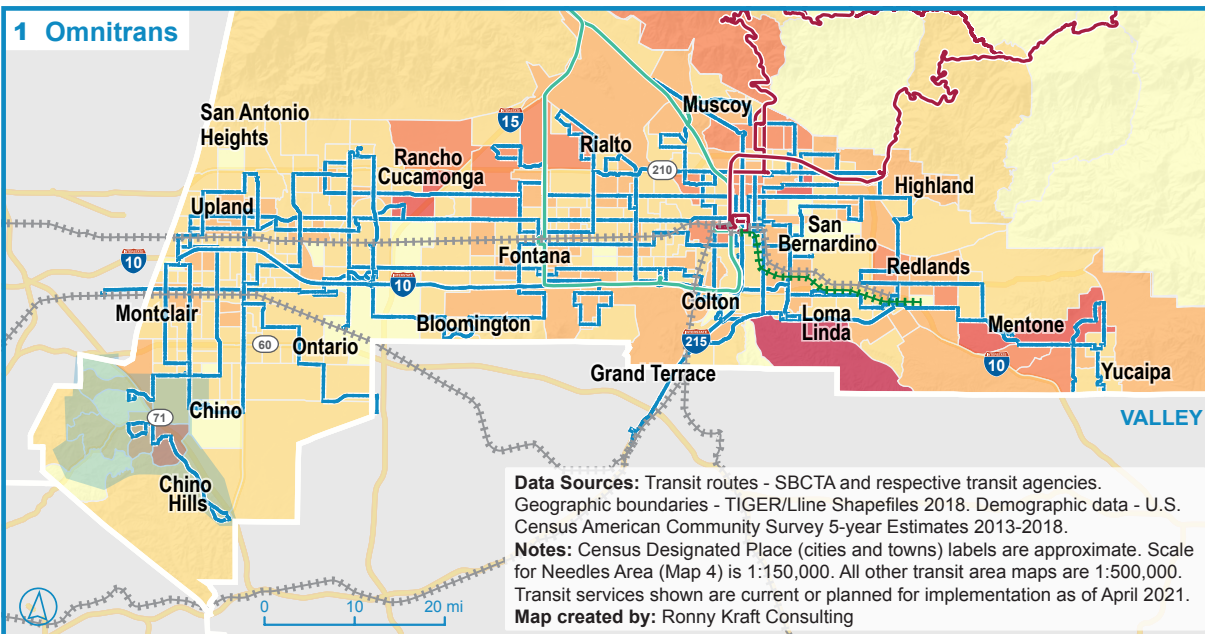 1 Omnitrans
San Antonio
Heights
15
Muscoy
Rancho
Cucamonga
Rialto
210
Highland
Upland
San
Bernardino
10
Fontana
Redlands
10
Colton
Montclair
Bloomington
Loma
Linda
Mentone
Ontario
60
215
10
Grand Terrace
Yucaipa
Chino
71
VALLEY
Chino
Hills
Data Sources: Transit routes - SBCTA and respective transit agencies.
Geographic boundaries - TIGER/Lline Shapefiles 2018. Demographic data - U.S.
Census American Community Survey 5-year Estimates 2013-2018.
Notes: Census Designated Place (cities and towns) labels are approximate. Scale
for Needles Area (Map 4) is 1:150,000. All other transit area maps are 1:500,000.
Transit services shown are current or planned for implementation as of April 2021.
Map created by: Ronny Kraft Consulting
0 10 20 mi